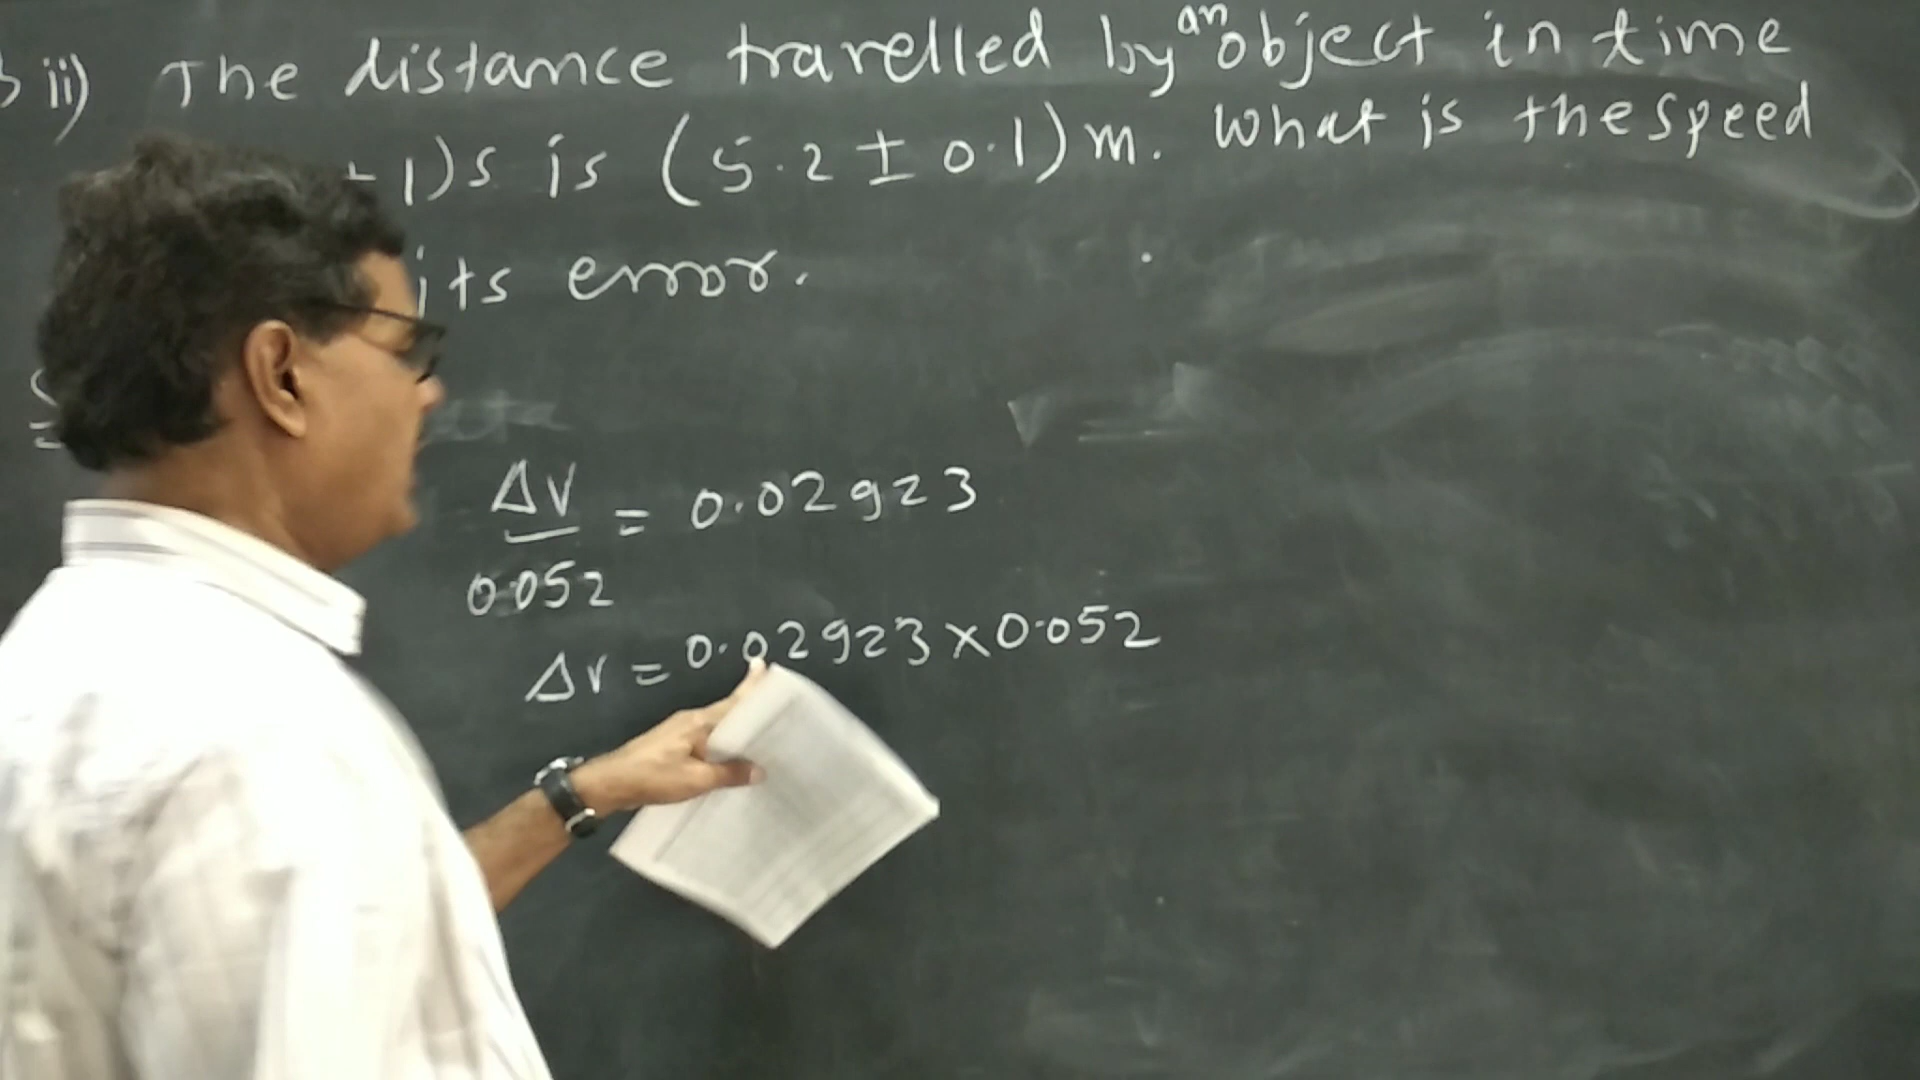 ii) The distance travelled by an object in time
1)s is (5.2 ± 0.1)m. What is the speed
its error.
ΔV/0.052 = 0.02923
Δv = 0.02923 × 0.052